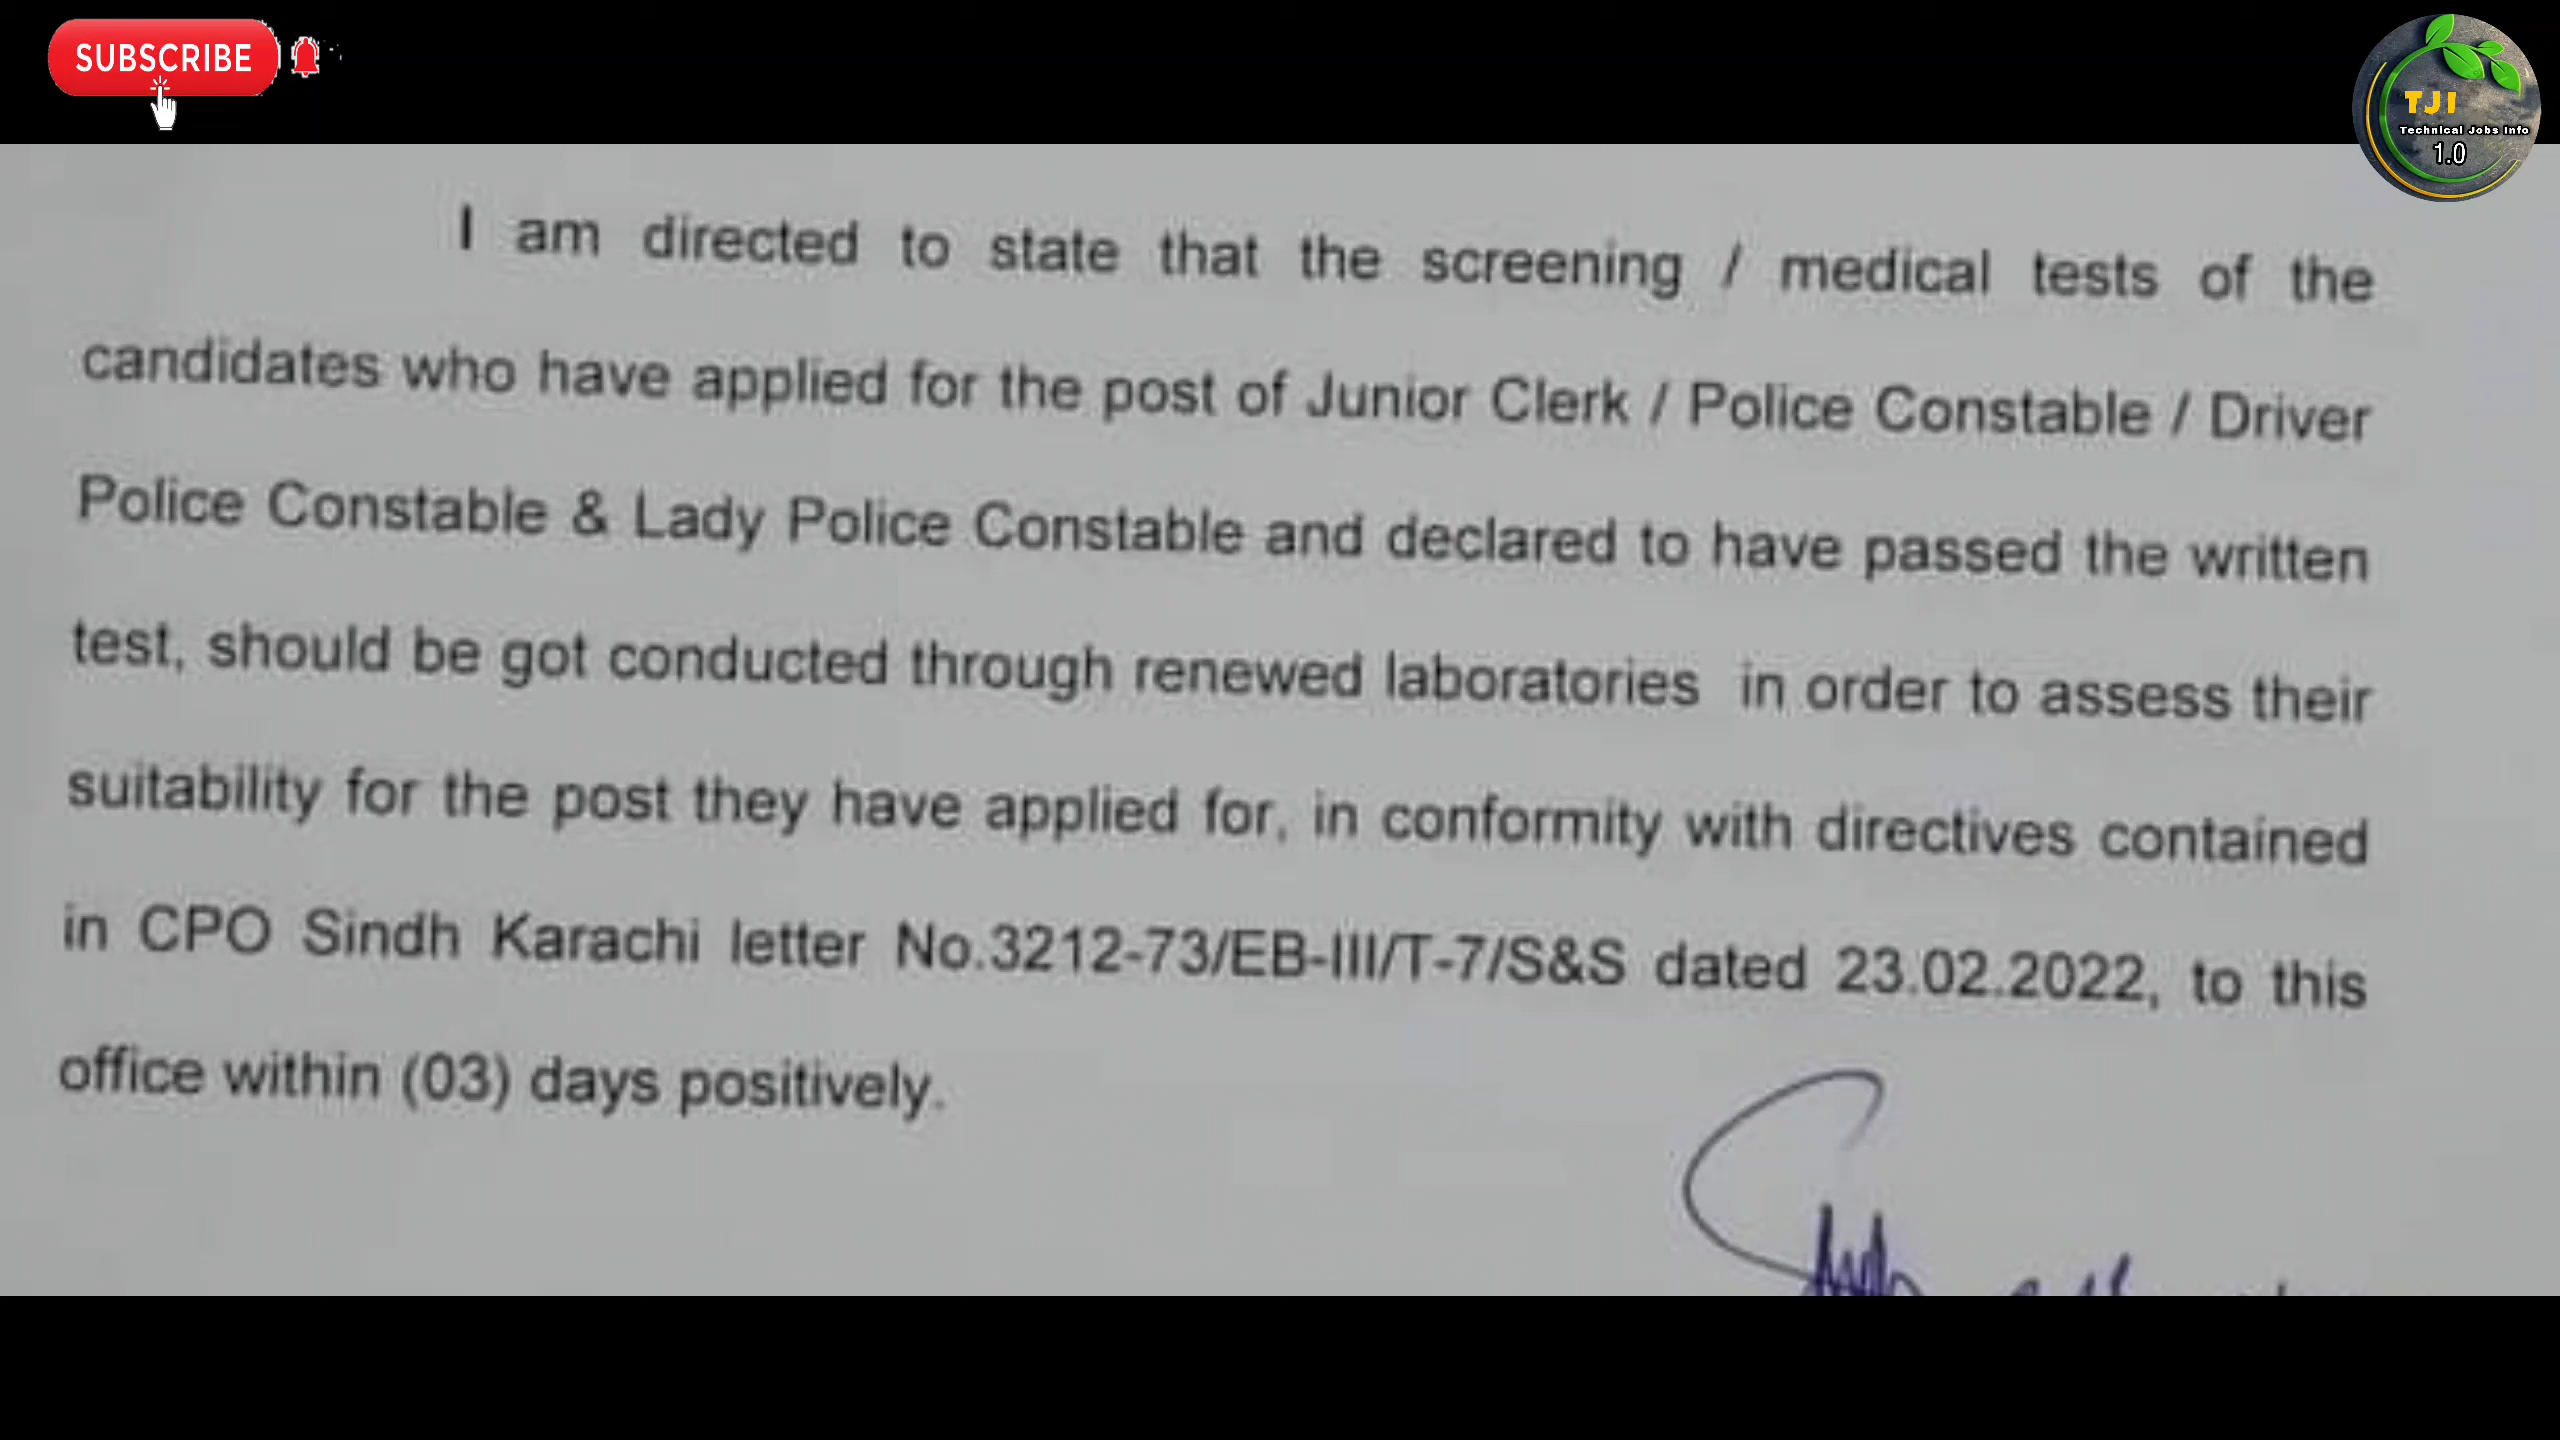 SUBSCRIBE
TJI
Technical Jobs Info
1.0
I am directed to state that the screening / medical tests of the
candidates who have applied for the post of Junior Clerk / Police Constable / Driver
Police Constable & Lady Police Constable and declared to have passed the written
test, should be got conducted through renewed laboratories in order to assess their
suitability for the post they have applied for, in conformity with directives contained
in CPO Sindh Karachi letter No.3212-73/EB-III/T-7/S&S dated 23.02.2022, to this
office within (03) days positively.